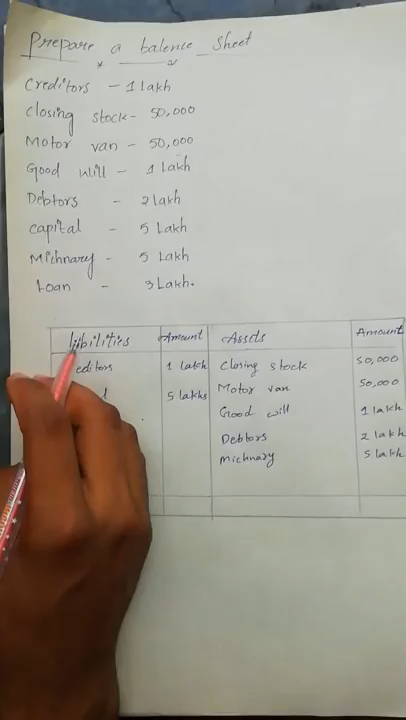 Prepare a balence sheet
Creditors - 1 lakh
Closing stock - 50,000
Motor van - 50,000
Good will - 1 lakh
Debtors - 2 lakh
capital - 5 Lakh
Michnary - 5 Lakh
Loan - 3 Lakh.
Amount Assets Amount
editors 1 lakh Closing stock 50,000
5 lakhs Motor van 50,000
Good will 1 lakh
Debtors 2 lakh
Michnary 5 lakh